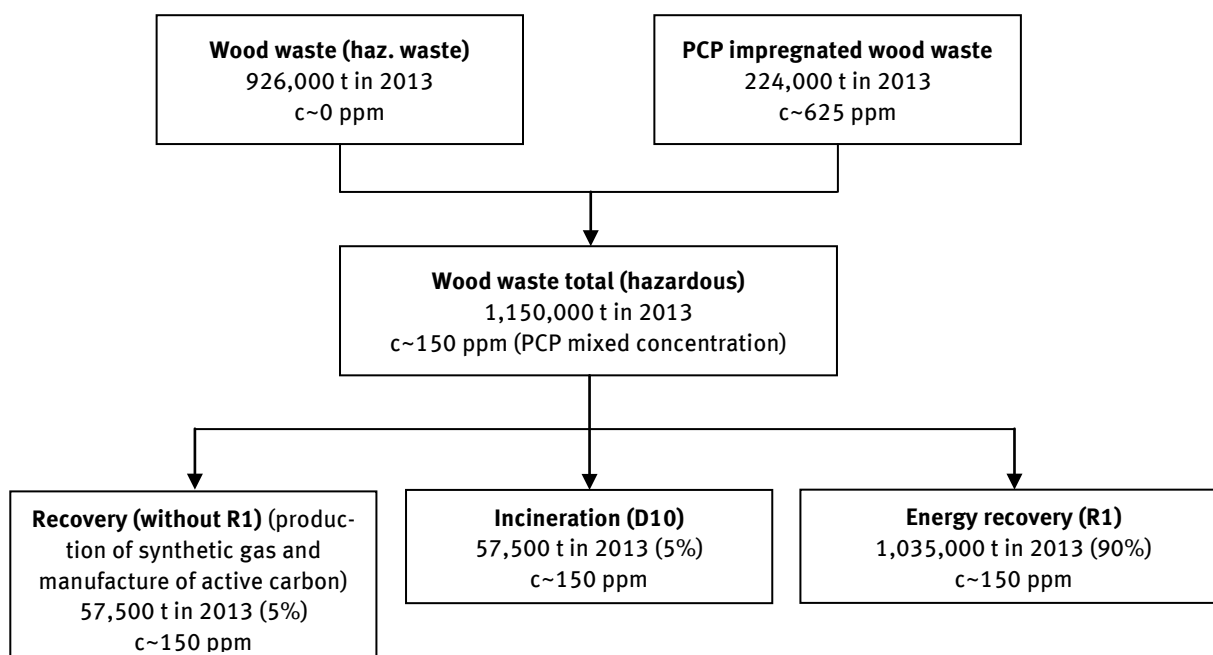 Wood waste (haz. waste)
926,000 t in 2013
c~0 ppm
PCP impregnated wood waste
224,000 t in 2013
c~625 ppm
Wood waste total (hazardous)
1,150,000 t in 2013
c~150 ppm (PCP mixed concentration)
Recovery (without R1) (produc-
tion of synthetic gas and
manufacture of active carbon)
57,500 t in 2013 (5%)
c~150 ppm
Incineration (D10)
57,500 t in 2013 (5%)
c~150 ppm
Energy recovery (R1)
1,035,000 t in 2013 (90%)
c~150 ppm